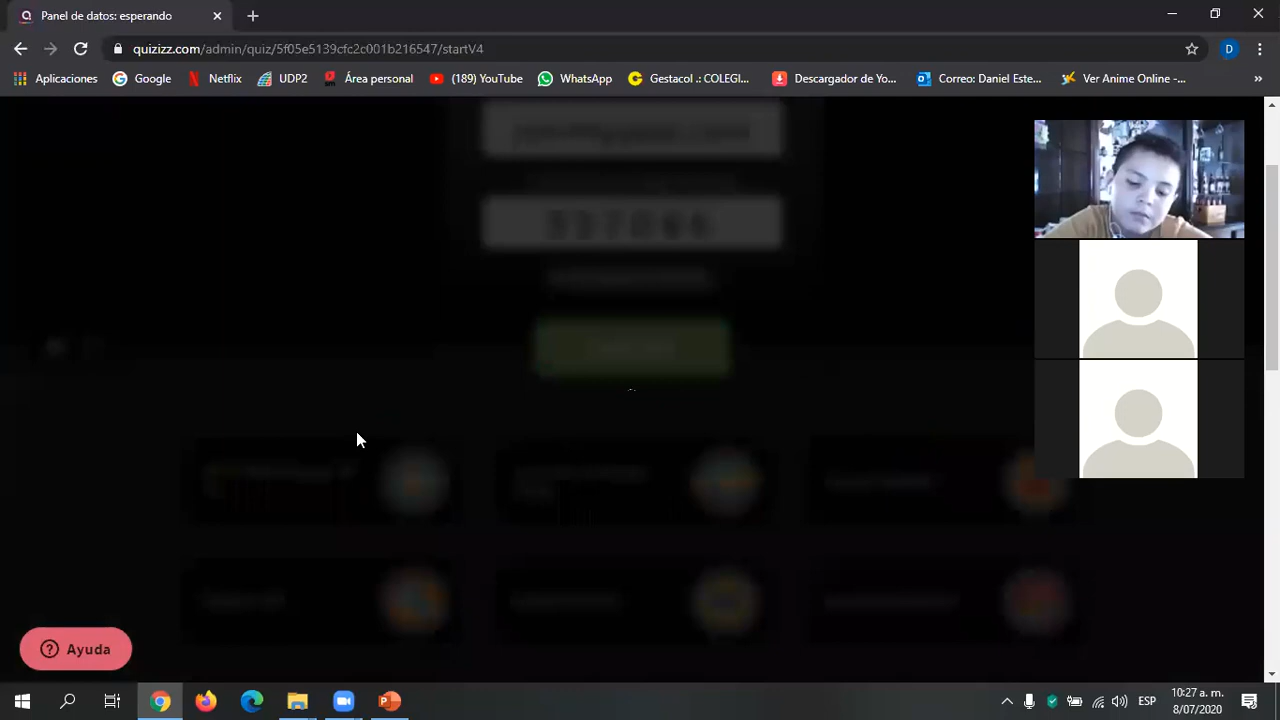 Panel de datos: esperando
quizizz.com/admin/quiz/5f05e5139cfc2c001b216547/startV4
D
Aplicaciones
Google
Netflix
UDP2
Área personal
(189) YouTube
WhatsApp
Gestacol .: COLEGI...
Descargador de Yo...
Correo: Daniel Este...
Ver Anime Online -...
»
Ayuda
ESP
10:27 a. m.
8/07/2020